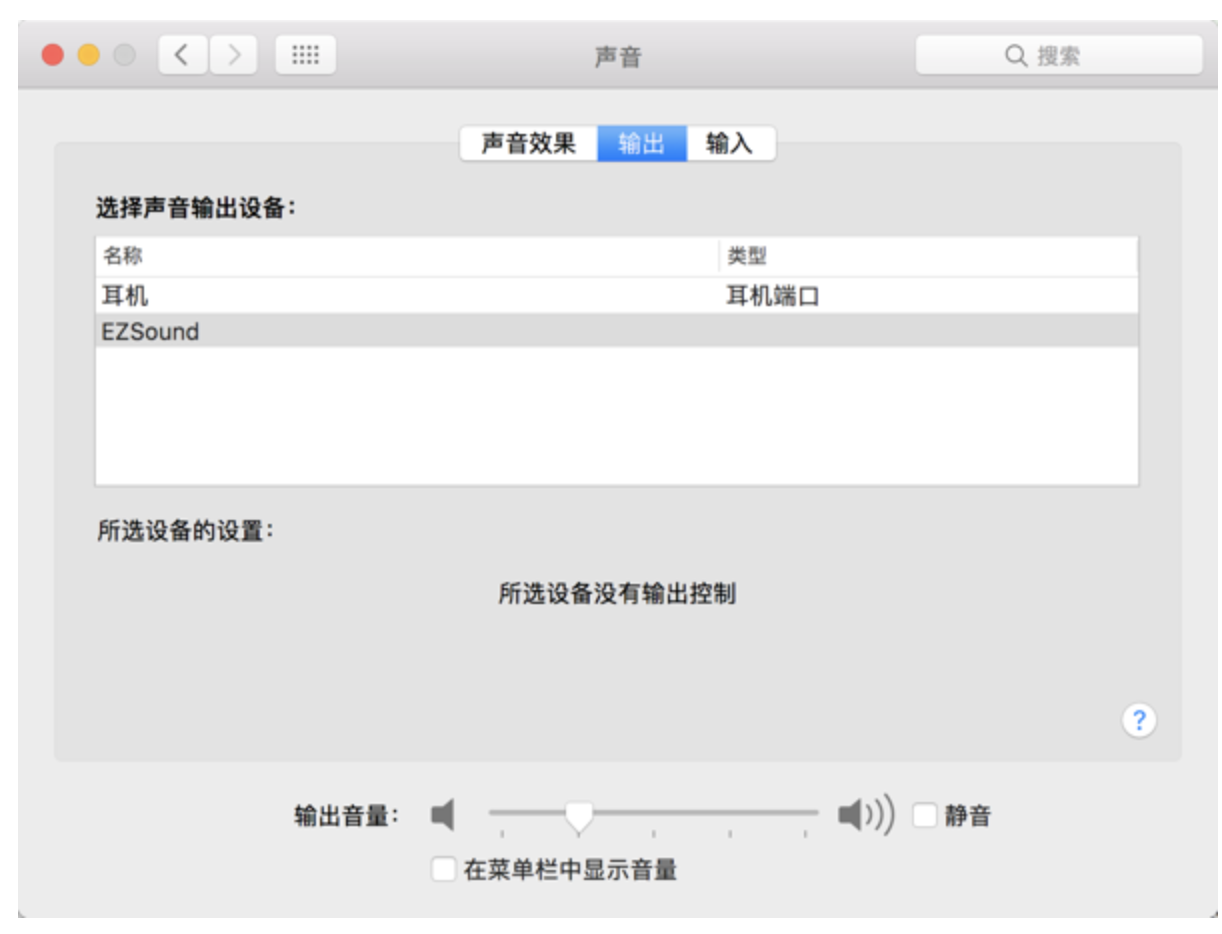 声音
搜索
声音效果 输出 输入
选择声音输出设备：
名称 类型
耳机 耳机端口
EZSound
所选设备的设置：
所选设备没有输出控制
?
输出音量： 静音
在菜单栏中显示音量